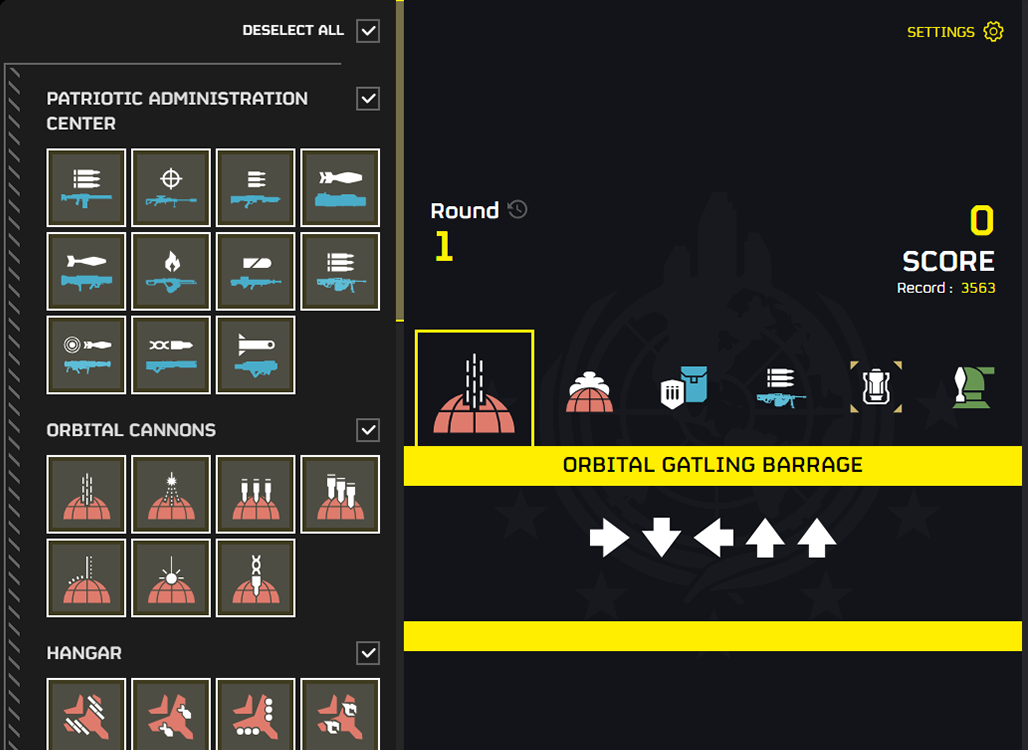 DESELECT ALL
PATRIOTIC ADMINISTRATION
CENTER
ORBITAL CANNONS
HANGAR
SETTINGS
Round
1
0
SCORE
Record : 3563
ORBITAL GATLING BARRAGE